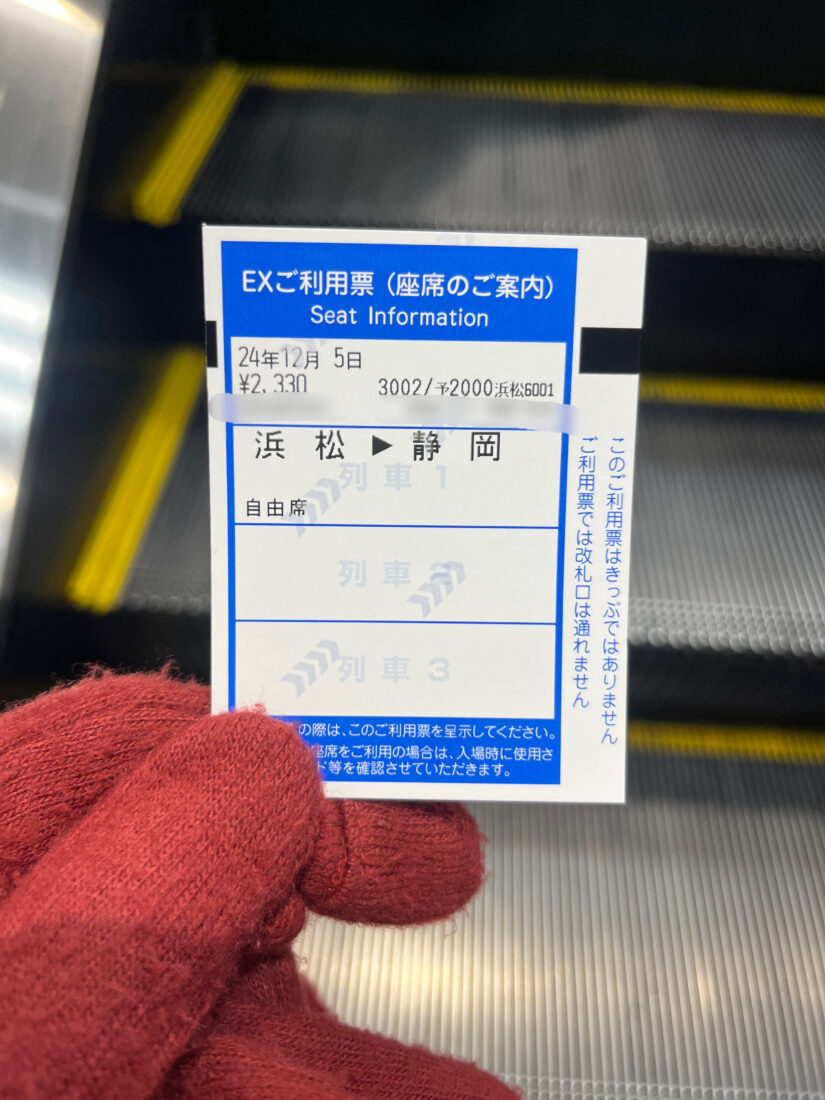 EXご利用票（座席のご案内）
Seat Information
24年12月 5日
¥2,330
3002/予2000浜松6001
浜 松 ▶ 静 岡
列車1
自由席
列車2
列車3
の際は、このご利用票を呈示してください。
座席をご利用の場合は、入場時に使用さ
ド等を確認させていただきます。
このご利用票はきっぷではありません
ご利用票では改札口は通れません